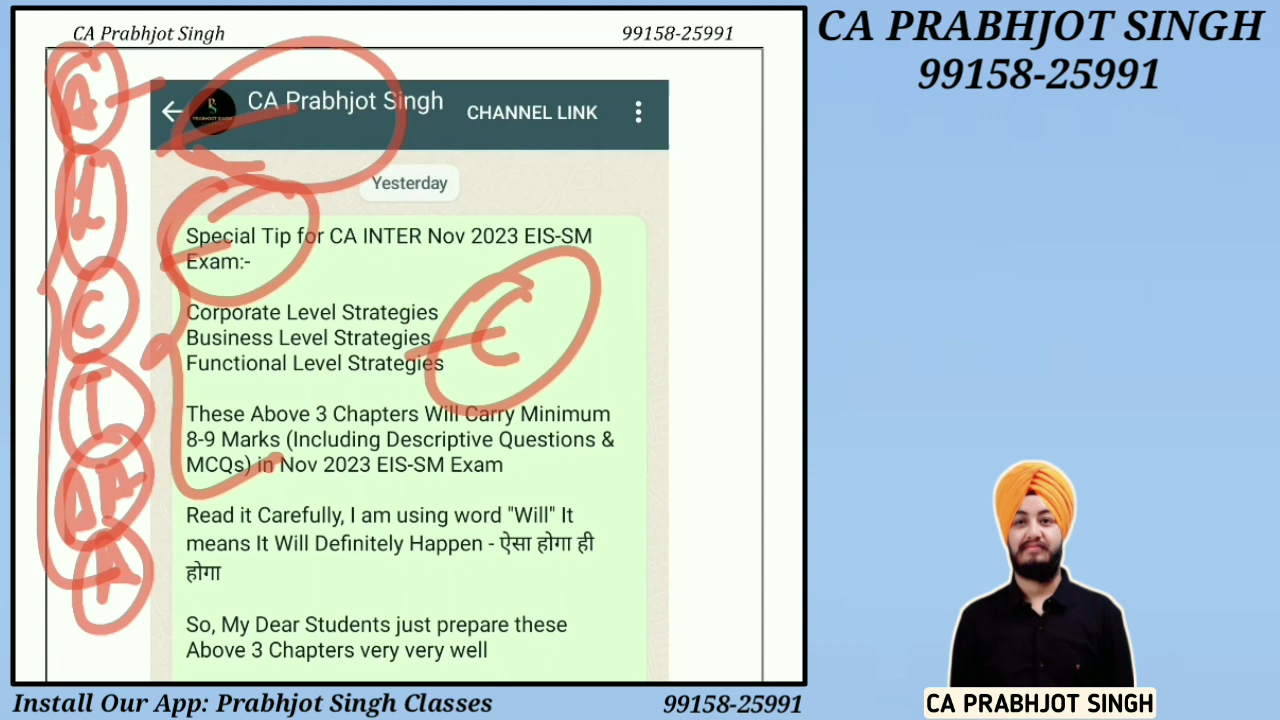 CA Prabhjot Singh 99158-25991
CA PRABHJOT SINGH
99158-25991
CA Prabhjot Singh CHANNEL LINK
Yesterday
Special Tip for CA INTER Nov 2023 EIS-SM
Exam:-
Corporate Level Strategies
Business Level Strategies
Functional Level Strategies
These Above 3 Chapters Will Carry Minimum
8-9 Marks (Including Descriptive Questions &
MCQs) in Nov 2023 EIS-SM Exam
Read it Carefully, I am using word "Will" It
means It Will Definitely Happen - ऐसा होगा ही
होगा
So, My Dear Students just prepare these
Above 3 Chapters very very well
Install Our App: Prabhjot Singh Classes 99158-25991
CA PRABHJOT SINGH